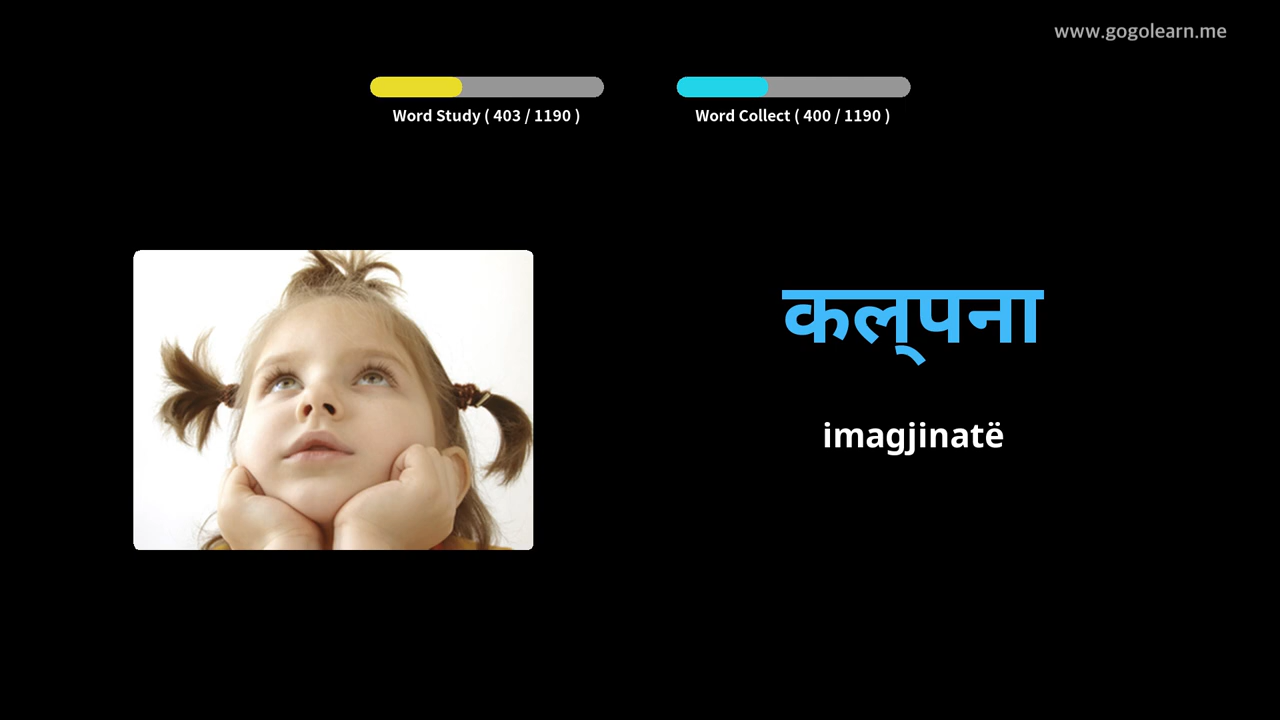 www.gogolearn.me
Word Study ( 403 / 1190 )
Word Collect ( 400 / 1190 )
कल्‌पना
imagjinatë